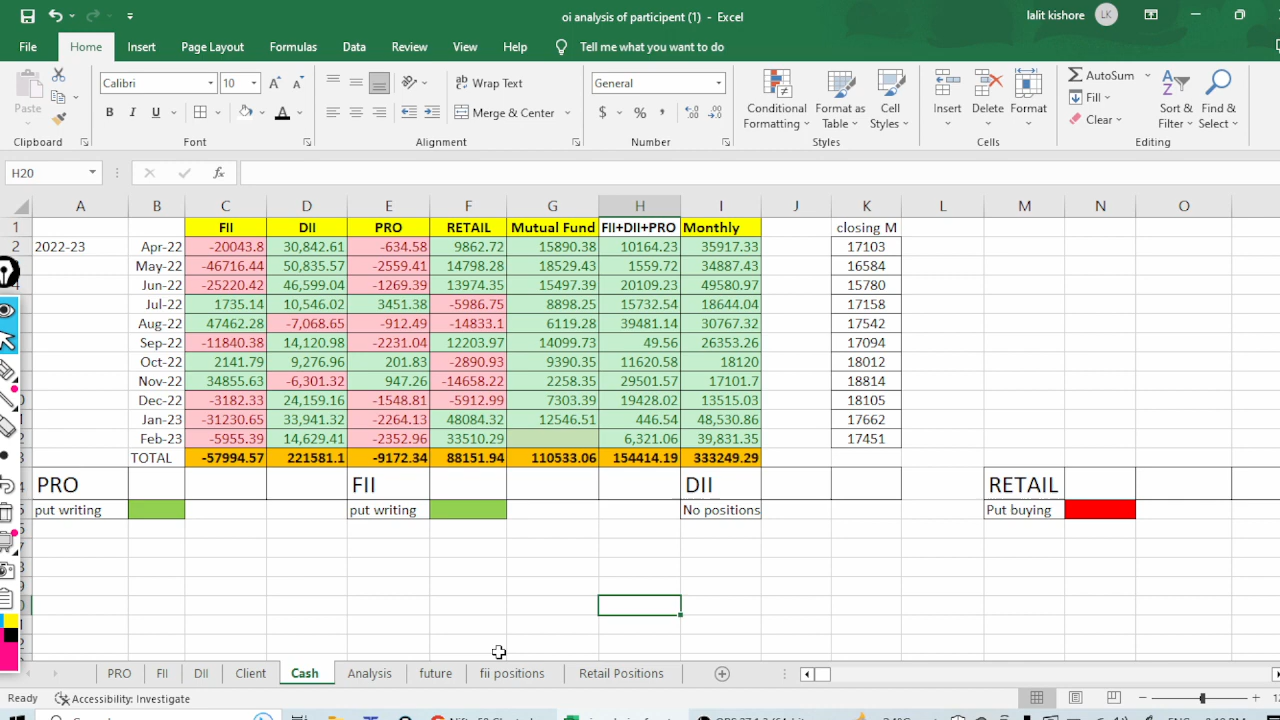 oi analysis of participent (1) - Excel
lalit kishore LK
File Home Insert Page Layout Formulas Data Review View Help Tell me what you want to do
Paste
Clipboard
Calibri 10
B I U A
Font
Wrap Text
Merge & Center
Alignment
General
$ % ,
Number
Conditional Formatting
Format as Table
Cell Styles
Styles
Insert Delete Format
Cells
AutoSum
Fill
Clear
Sort & Filter
Find & Select
Editing
H20 fx
A B C D E F G H I J K L M N O
1 FII DII PRO RETAIL Mutual Fund FII+DII+PRO Monthly closing M
2 2022-23 Apr-22 -20043.8 30,842.61 -634.58 9862.72 15890.38 10164.23 35917.33 17103
May-22 -46716.44 50,835.57 -2559.41 14798.28 18529.43 1559.72 34887.43 16584
Jun-22 -25220.42 46,599.04 -1269.39 13974.35 15497.39 20109.23 49580.97 15780
Jul-22 1735.14 10,546.02 3451.38 -5986.75 8898.25 15732.54 18644.04 17158
Aug-22 47462.28 -7,068.65 -912.49 -14833.1 6119.28 39481.14 30767.32 17542
Sep-22 -11840.38 14,120.98 -2231.04 12203.97 14099.73 49.56 26353.26 17094
Oct-22 2141.79 9,276.96 201.83 -2890.93 9390.35 11620.58 18120 18012
Nov-22 34855.63 -6,301.32 947.26 -14658.22 2258.35 29501.57 17101.7 18814
Dec-22 -3182.33 24,159.16 -1548.81 -5912.99 7303.39 19428.02 13515.03 18105
Jan-23 -31230.65 33,941.32 -2264.13 48084.32 12546.51 446.54 48,530.86 17662
Feb-23 -5955.39 14,629.41 -2352.96 33510.29 6,321.06 39,831.35 17451
TOTAL -57994.57 221581.1 -9172.34 88151.94 110533.06 154414.19 333249.29
PRO FII DII RETAIL
put writing put writing No positions Put buying
PRO FII DII Client Cash Analysis future fii positions Retail Positions
Ready Accessibility: Investigate